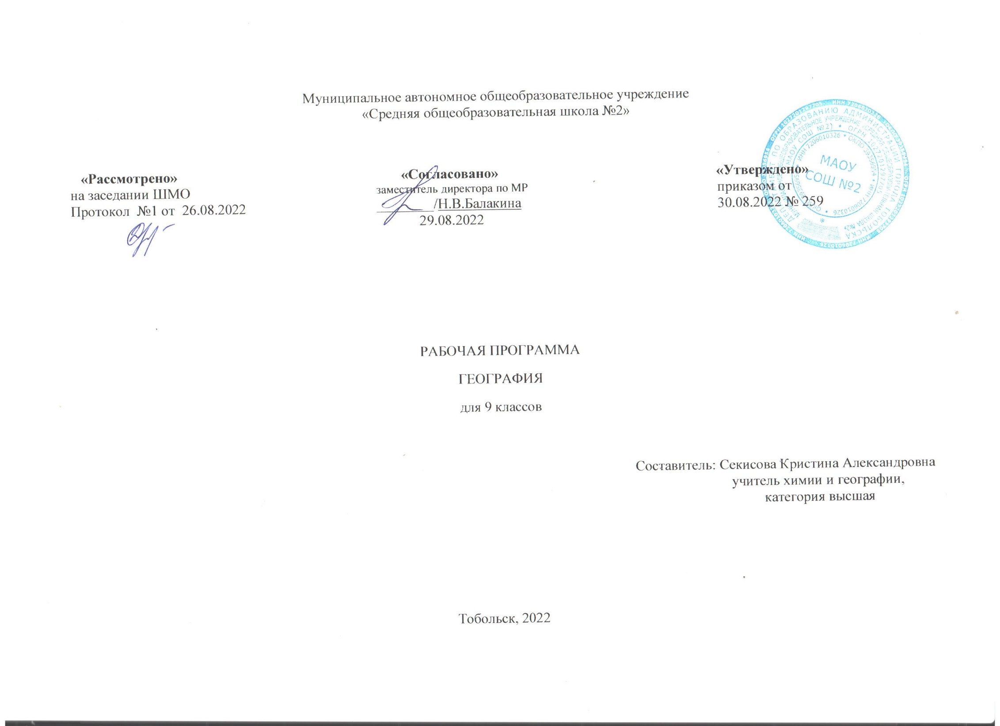 Муниципальное автономное общеобразовательное учреждение
«Средняя общеобразовательная школа №2»
«Рассмотрено»
на заседании ШМО
Протокол №1 от 26.08.2022
«Согласовано»
заместитель директора по МР
/Н.В.Балакина
29.08.2022
«Утверждено»
приказом от
30.08.2022 № 259
МАОУ
СОШ №2
РАБОЧАЯ ПРОГРАММА
ГЕОГРАФИЯ
для 9 классов
Составитель: Секисова Кристина Александровна
учитель химии и географии,
категория высшая
Тобольск, 2022